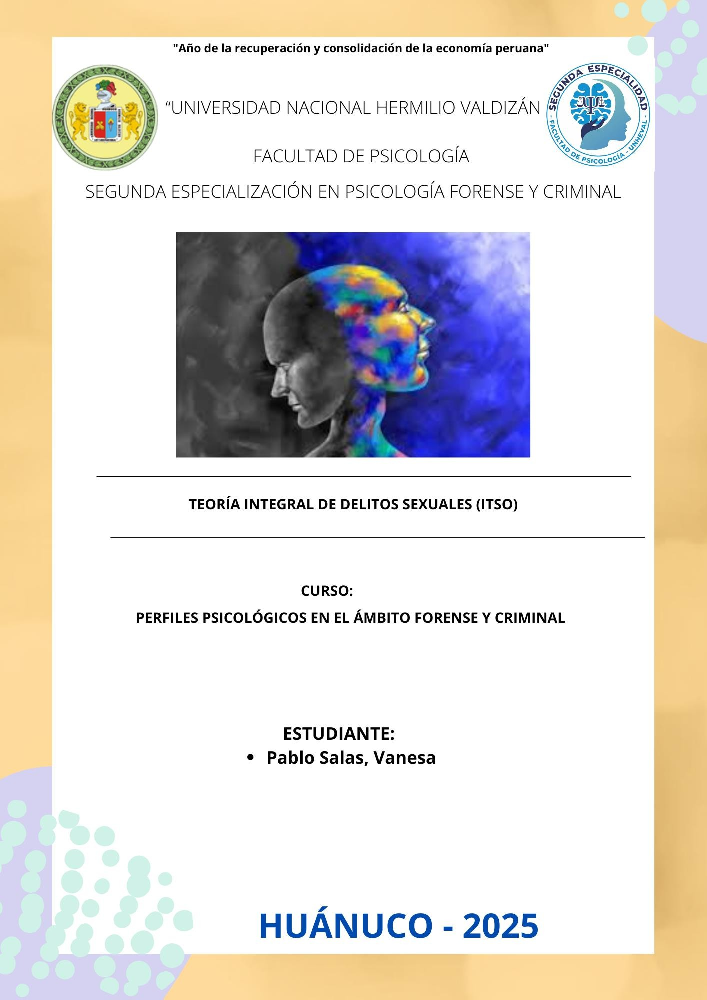 "Año de la recuperación y consolidación de la economía peruana"
SEGUNDA ESPECIALIDAD
- FACULTAD DE PSICOLOGÍA - UNHEVAL -
“UNIVERSIDAD NACIONAL HERMILIO VALDIZÁN
FACULTAD DE PSICOLOGÍA
SEGUNDA ESPECIALIZACIÓN EN PSICOLOGÍA FORENSE Y CRIMINAL
TEORÍA INTEGRAL DE DELITOS SEXUALES (ITSO)
CURSO:
PERFILES PSICOLÓGICOS EN EL ÁMBITO FORENSE Y CRIMINAL
ESTUDIANTE:
• Pablo Salas, Vanesa
HUÁNUCO - 2025